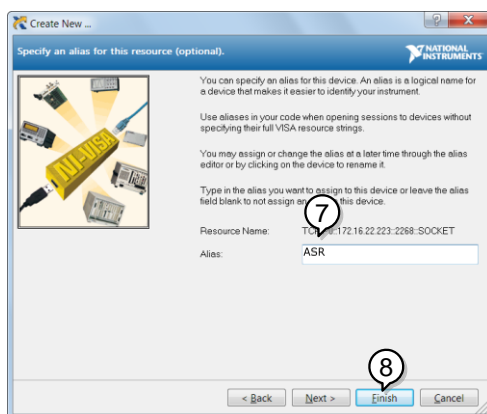 Create New ...
Specify an alias for this resource (optional).
NATIONAL
INSTRUMENTS
You can specify an alias for this device. An alias is a logical name for
a device that makes it easier to identify your instrument.
Use aliases in your code when opening sessions to devices without
specifying their full VISA resource strings.
You may assign or change the alias at a later time through the alias
editor or by clicking on the device to rename it.
Type in the alias you want to assign to this device or leave the alias
field blank to not assign an this device.
7
Resource Name: ::172.16.22.223::2268::SOCKET
Alias: ASR
NI-VISA
8
< Back Next > Finish Cancel